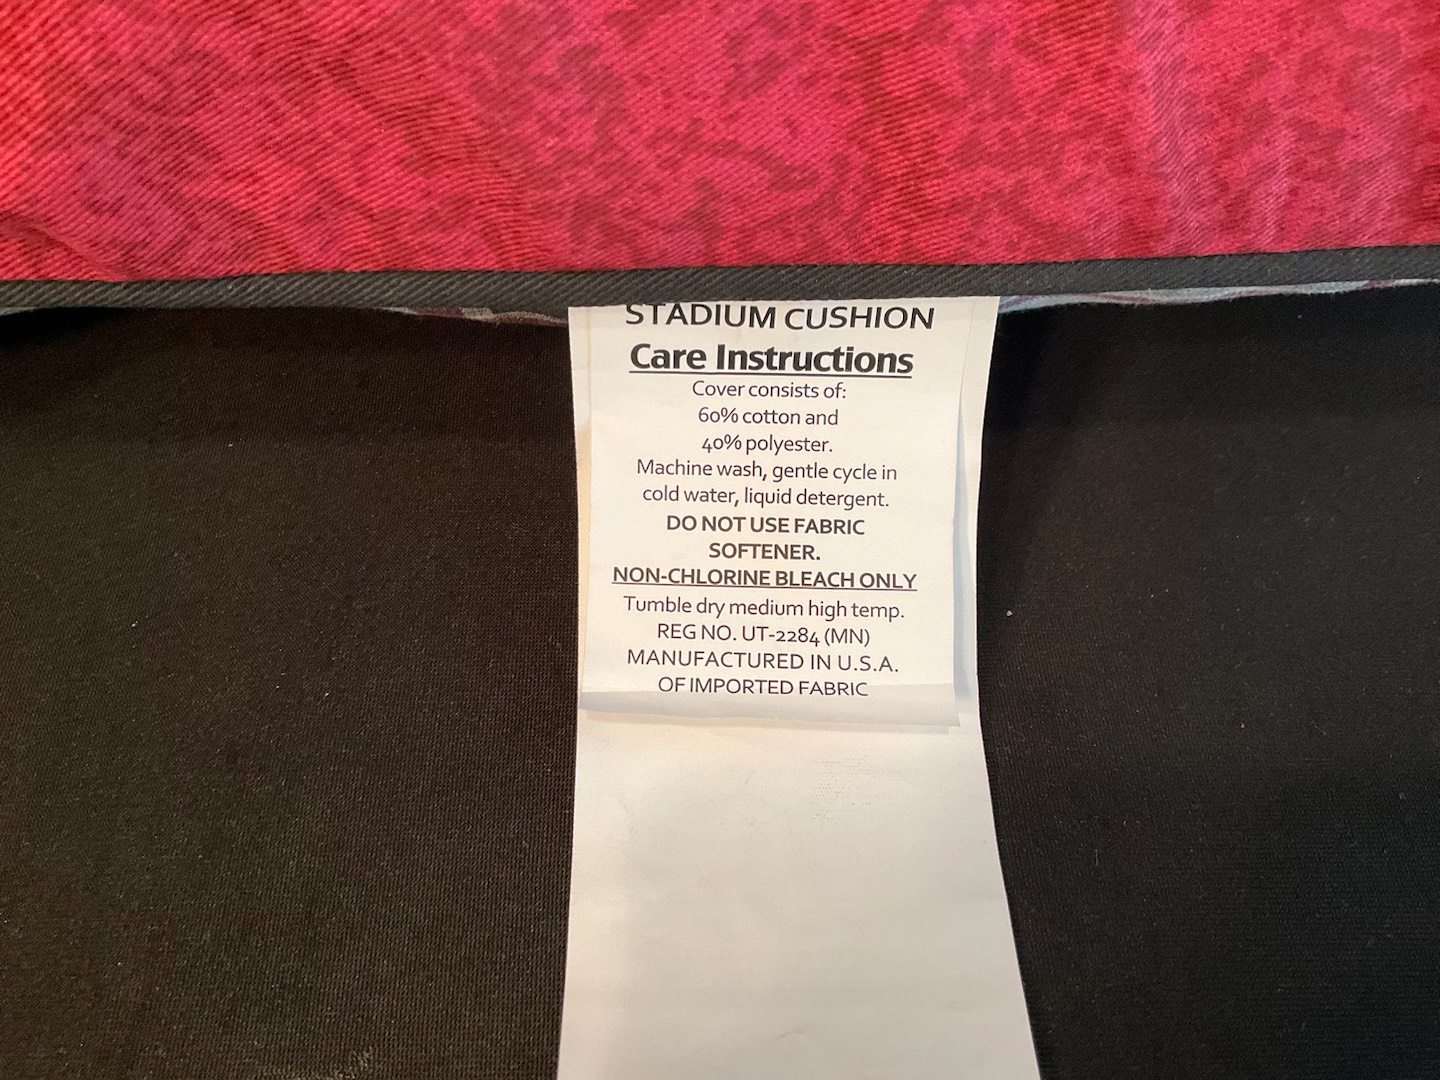 STADIUM CUSHION
Care Instructions
Cover consists of:
60% cotton and
40% polyester.
Machine wash, gentle cycle in
cold water, liquid detergent.
DO NOT USE FABRIC
SOFTENER.
NON-CHLORINE BLEACH ONLY
Tumble dry medium high temp.
REG NO. UT-2284 (MN)
MANUFACTURED IN U.S.A.
OF IMPORTED FABRIC